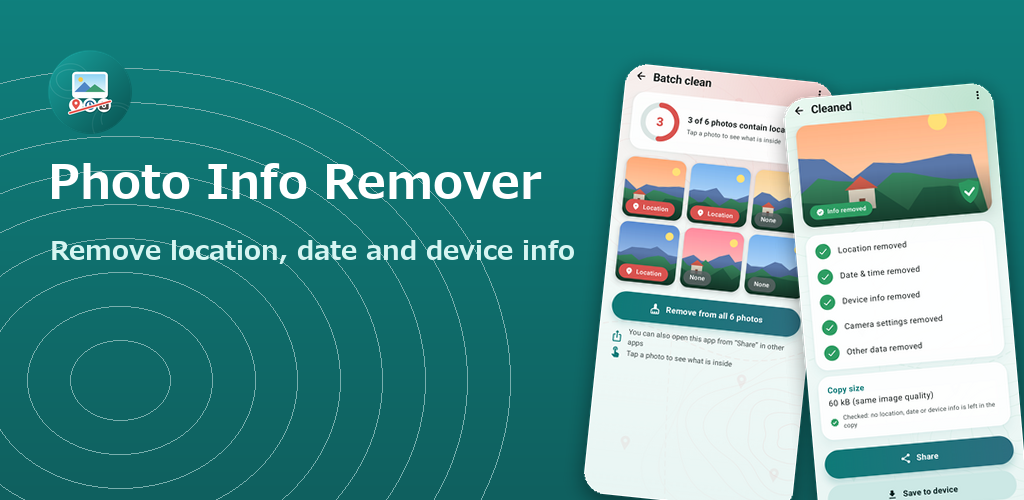 Photo Info Remover
Remove location, date and device info
Batch clean
3
3 of 6 photos contain
Tap a photo to see what is inside
Location
Location
None
Location
None
None
Remove from all 6 photos
You can also open this app from "Share" in other
apps
Tap a photo to see what is inside
Cleaned
Info removed
Location removed
Date & time removed
Device info removed
Camera settings removed
Other data removed
Copy size
60 kB (same image quality)
Checked: no location, date or device info is left in the
copy
Share
Save to device